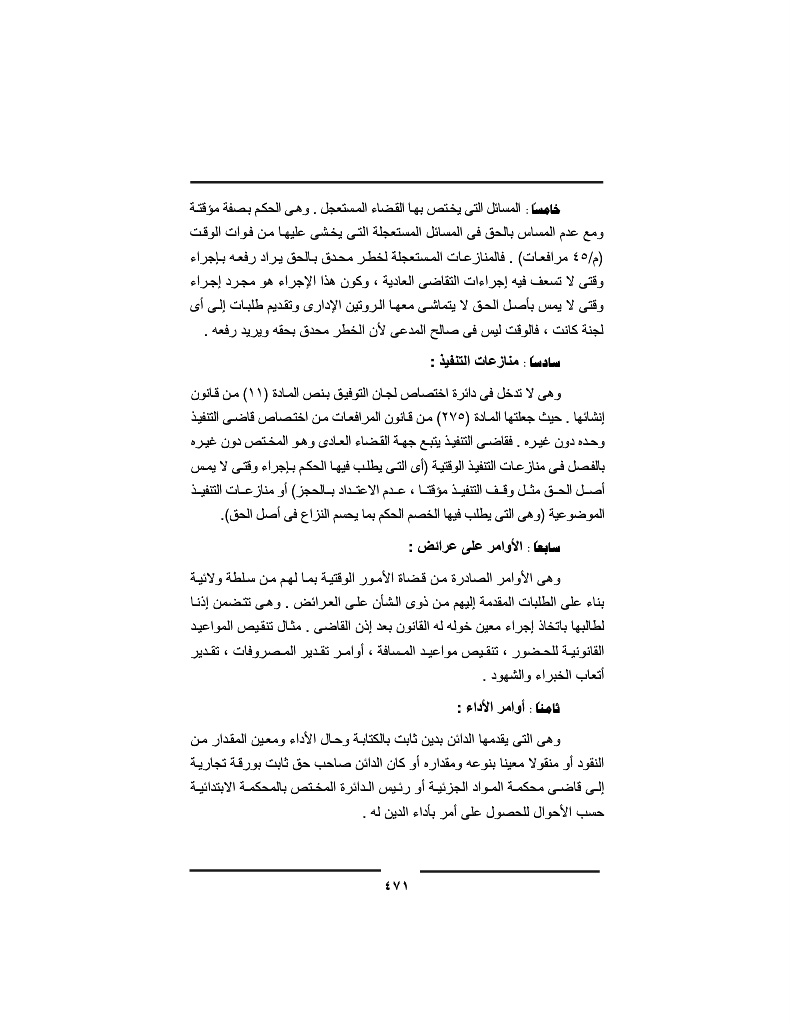 خامساً : المسائل التى يختص بها القضاء المستعجل . وهى الحكم بصفة مؤقتة
ومع عدم المساس بالحق فى المسائل المستعجلة التى يخشى عليها من فوات الوقت
(م/٤٥ مرافعات) . فالمنازعات المستعجلة لخطر محدق بالحق يراد رفعه بإجراء
وقتى لا تسعف فيه إجراءات التقاضى العادية ، وكون هذا الإجراء هو مجرد إجراء
وقتى لا يمس بأصل الحق لا يتماشى معها الروتين الإدارى وتقديم طلبات إلى أى
لجنة كانت ، فالوقت ليس فى صالح المدعى لأن الخطر محدق بحقه ويريد رفعه .
سادساً : منازعات التنفيذ :
وهى لا تدخل فى دائرة اختصاص لجان التوفيق بنص المادة (١١) من قانون
إنشائها . حيث جعلتها المادة (٢٧٥) من قانون المرافعات من اختصاص قاضى التنفيذ
وحده دون غيره . فقاضى التنفيذ يتبع جهة القضاء العادى وهو المختص دون غيره
بالفصل فى منازعات التنفيذ الوقتية (أى التى يطلب فيها الحكم بإجراء وقتى لا يمس
أصل الحق مثل وقف التنفيذ مؤقتا ، عدم الاعتداد بالحجز) أو منازعات التنفيذ
الموضوعية (وهى التى يطلب فيها الخصم الحكم بما يحسم النزاع فى أصل الحق).
سابعاً : الأوامر على عرائض :
وهى الأوامر الصادرة من قضاة الأمور الوقتية بما لهم من سلطة ولائية
بناء على الطلبات المقدمة إليهم من ذوى الشأن على العرائض . وهى تتضمن إذنا
لطالبها باتخاذ إجراء معين خوله له القانون بعد إذن القاضى . مثال تنقيص المواعيد
القانونية للحضور ، تنقيص مواعيد المسافة ، أوامر تقدير المصروفات ، تقدير
أتعاب الخبراء والشهود .
ثامناً : أوامر الأداء :
وهى التى يقدمها الدائن بدين ثابت بالكتابة وحال الأداء ومعين المقدار من
النقود أو منقولا معينا بنوعه ومقداره أو كان الدائن صاحب حق ثابت بورقة تجارية
إلى قاضى محكمة المواد الجزئية أو رئيس الدائرة المختص بالمحكمة الابتدائية
حسب الأحوال للحصول على أمر بأداء الدين له .
٤٧١